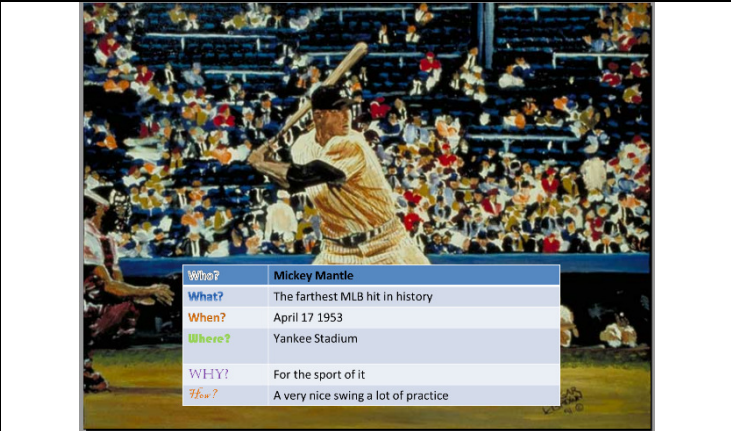 Who? Mickey Mantle
What? The farthest MLB hit in history
When? April 17 1953
Where? Yankee Stadium
WHY? For the sport of it
How? A very nice swing a lot of practice